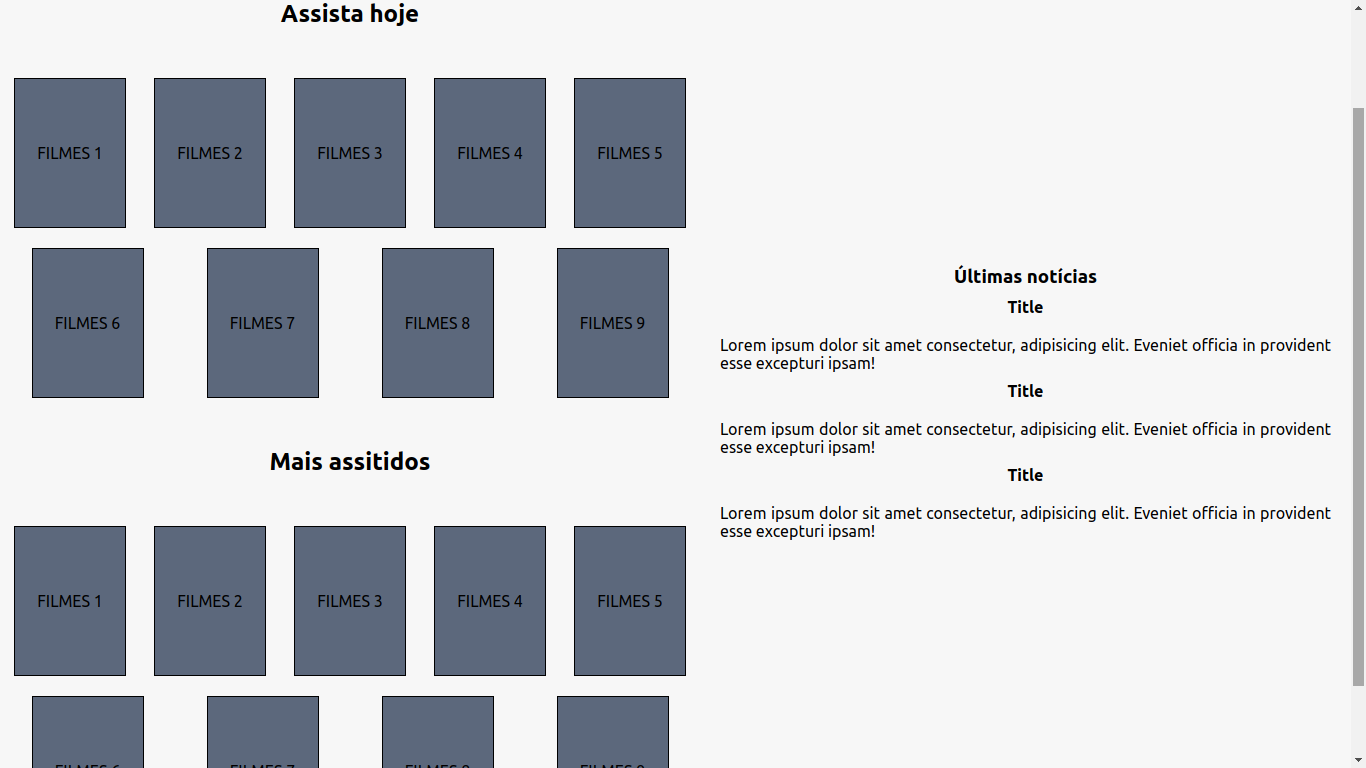 Assista hoje
FILMES 1
FILMES 2
FILMES 3
FILMES 4
FILMES 5
FILMES 6
FILMES 7
FILMES 8
FILMES 9
Mais assitidos
FILMES 1
FILMES 2
FILMES 3
FILMES 4
FILMES 5
Últimas notícias
Title
Lorem ipsum dolor sit amet consectetur, adipisicing elit. Eveniet officia in provident
esse excepturi ipsam!
Title
Lorem ipsum dolor sit amet consectetur, adipisicing elit. Eveniet officia in provident
esse excepturi ipsam!
Title
Lorem ipsum dolor sit amet consectetur, adipisicing elit. Eveniet officia in provident
esse excepturi ipsam!